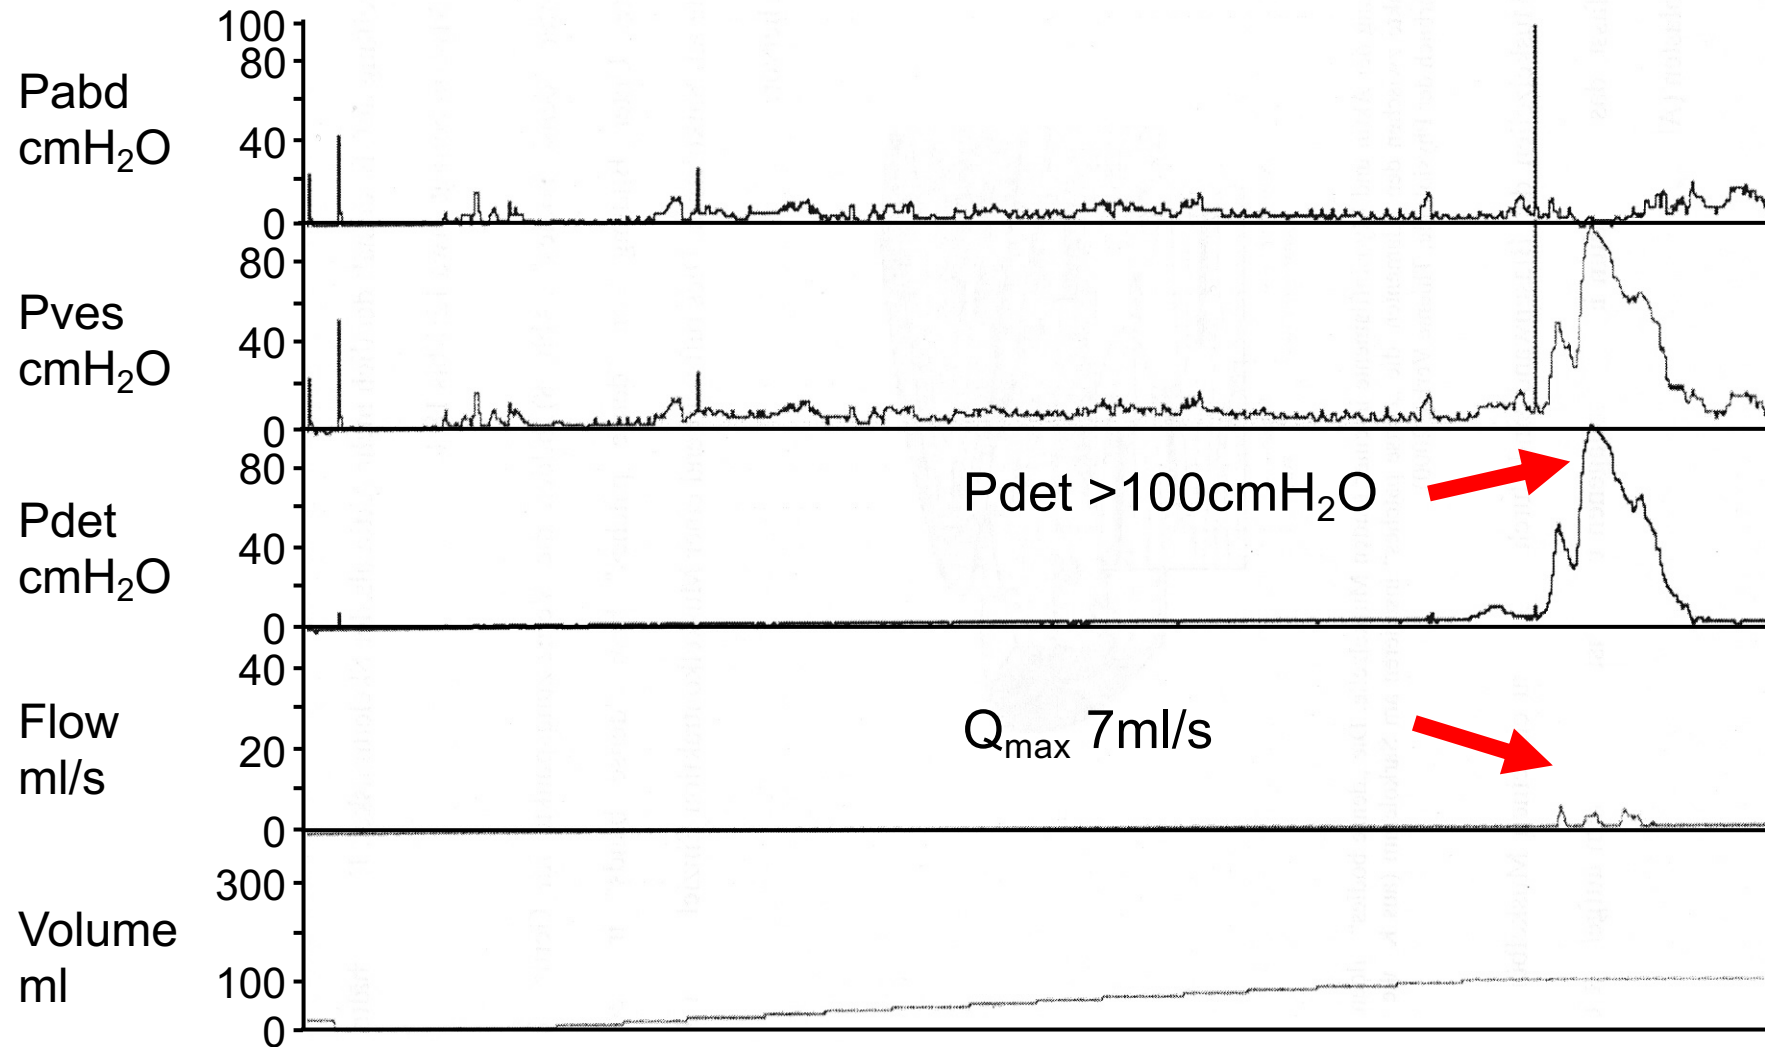 Pabd
cmH₂O
100
80
40
0
Pves
cmH₂O
80
40
0
Pdet
cmH₂O
80
40
0
Pdet >100cmH₂O
Flow
ml/s
40
20
0
Qmax 7ml/s
Volume
ml
300
100
0